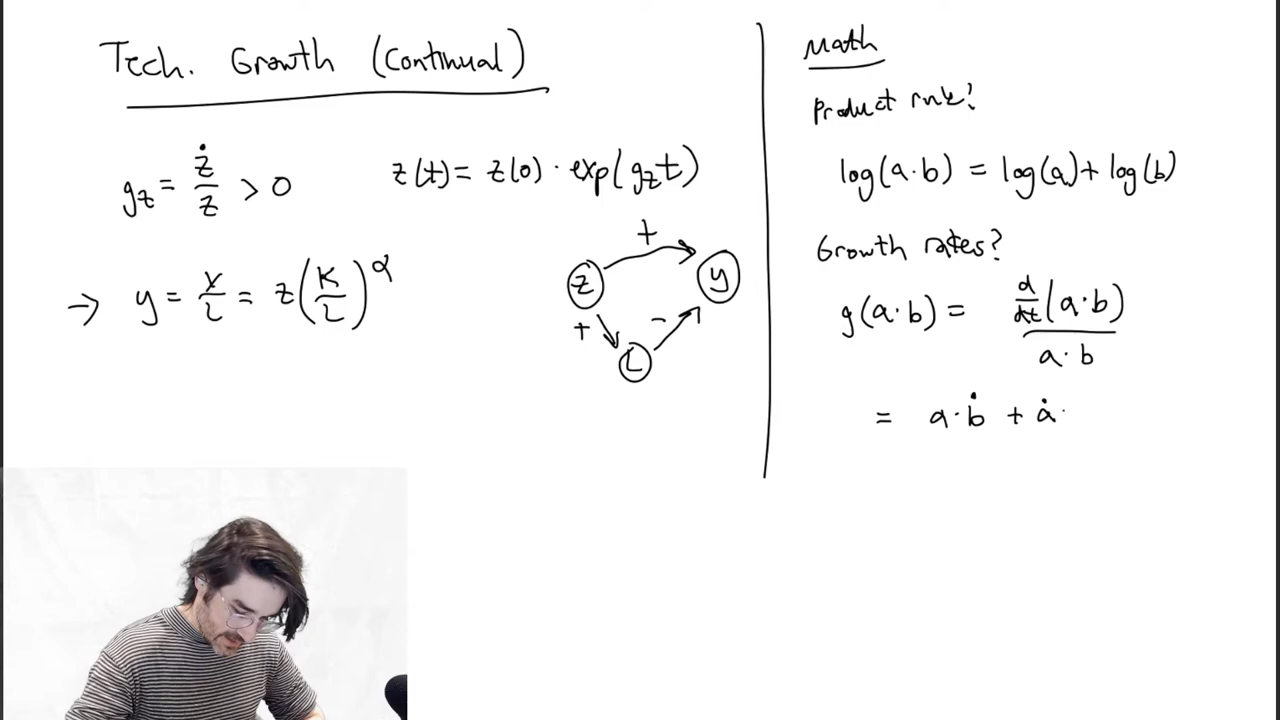 Tech. Growth (Continual)
g_z = ż/z > 0
z(t) = z(0) · exp(g_z t)
→ y = Y/L = z(K/L)^α
z + y
+ −
L
Math
Product rule?
log(a·b) = log(a) + log(b)
Growth rates?
g(a·b) = d/dt(a·b) / a·b
= a·ḃ + ȧ·